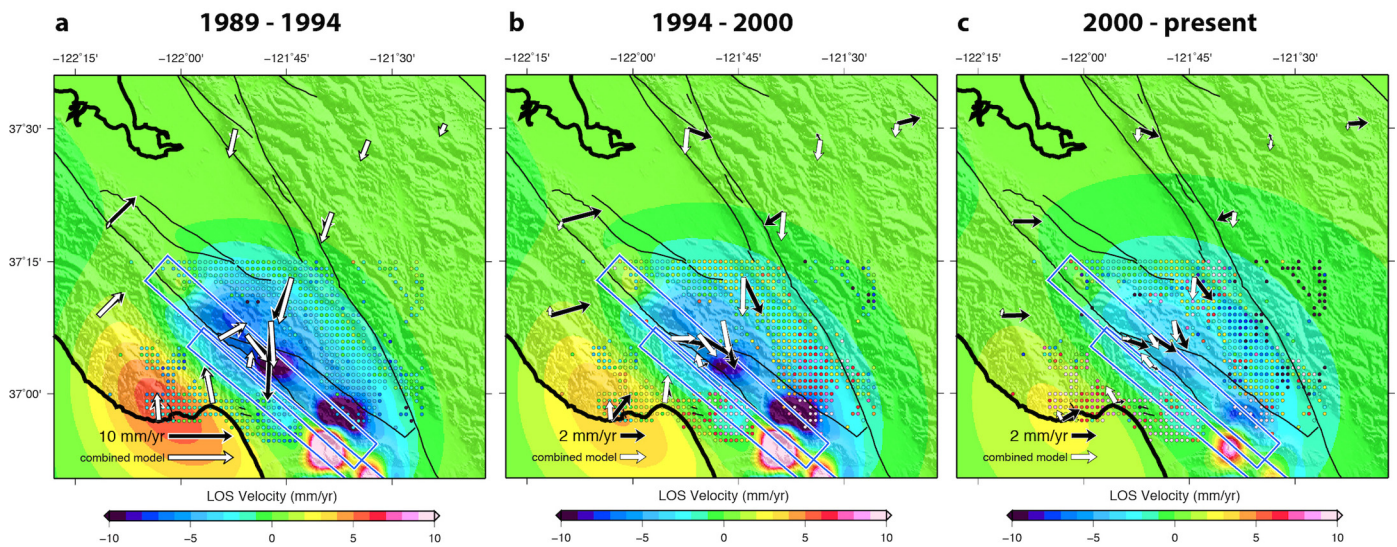 a 1989 - 1994
−122˚15' −122˚00' −121˚45' −121˚30'
37˚30'
37˚15'
37˚00'
10 mm/yr
combined model
LOS Velocity (mm/yr)
−10 −5 0 5 10
b 1994 - 2000
−122˚15' −122˚00' −121˚45' −121˚30'
2 mm/yr
combined model
LOS Velocity (mm/yr)
−10 −5 0 5 10
c 2000 - present
−122˚15' −122˚00' −121˚45' −121˚30'
2 mm/yr
combined model
LOS Velocity (mm/yr)
−10 −5 0 5 10